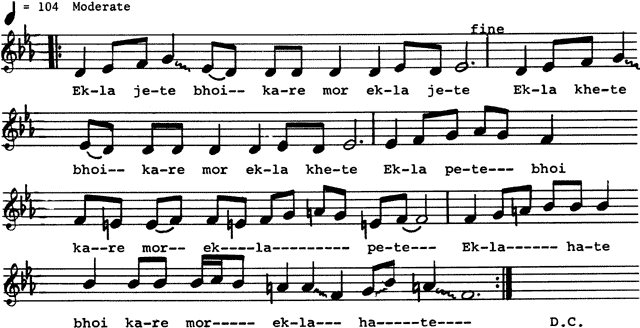 = 104 Moderate
fine
Ek-la je-te bhoi-- ka-re mor ek-la je-te Ek-la khe-te
bhoi-- ka-re mor ek-la khe-te Ek-la pe-te--- bhoi
ka--re mor-- ek----la---------- pe-te--- Ek-la------ ha-te
bhoi ka-re mor----- ek-la--- ha-----te---- D.C.